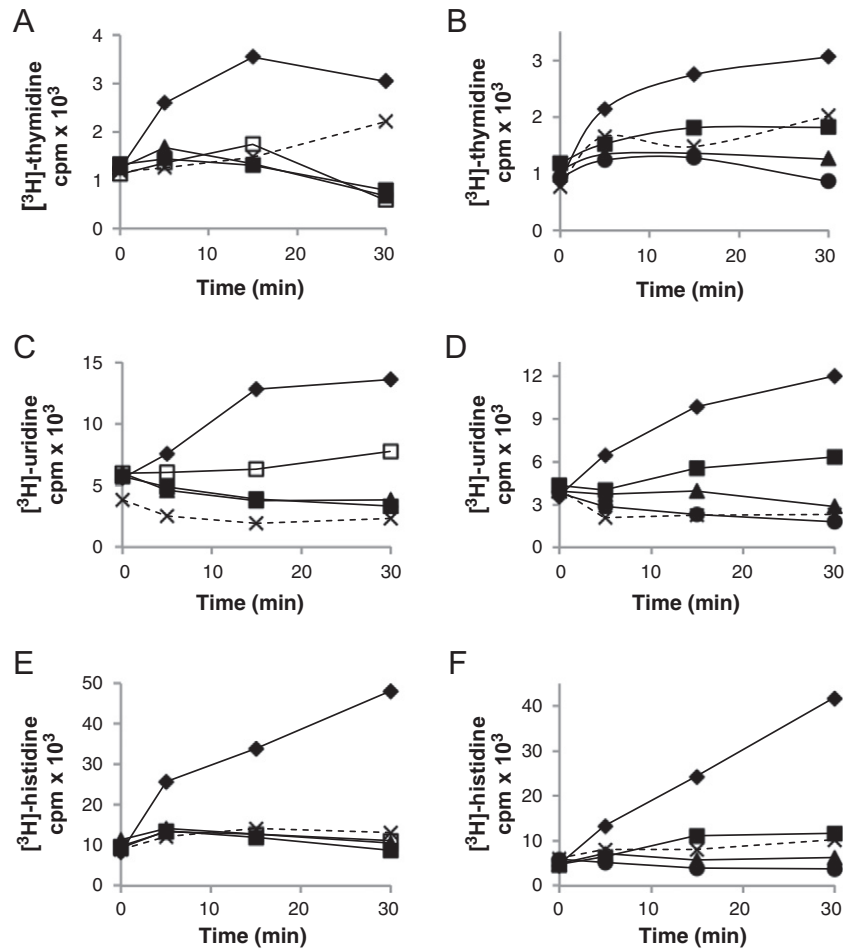 A
[³H]-thymidine
cpm x 10³
4
3
2
1
0
0 10 20 30
Time (min)
B
[³H]-thymidine
cpm x 10³
3
2
1
0
0 10 20 30
Time (min)
C
[³H]-uridine
cpm x 10³
15
10
5
0
0 10 20 30
Time (min)
D
[³H]-uridine
cpm x 10³
12
9
6
3
0
0 10 20 30
Time (min)
E
[³H]-histidine
cpm x 10³
50
40
30
20
10
0
0 10 20 30
Time (min)
F
[³H]-histidine
cpm x 10³
40
30
20
10
0
0 10 20 30
Time (min)